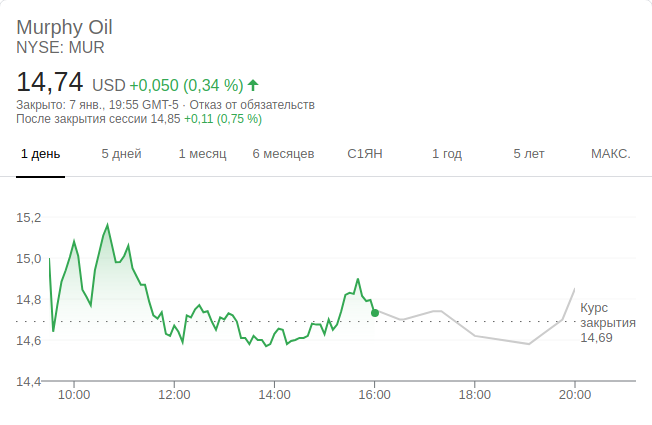 Murphy Oil
NYSE: MUR
14,74 USD +0,050 (0,34 %)
Закрыто: 7 янв., 19:55 GMT-5 · Отказ от обязательств
После закрытия сессии 14,85 +0,11 (0,75 %)
1 день 5 дней 1 месяц 6 месяцев С1ЯН 1 год 5 лет МАКС.
15,2
15,0
14,8
14,6
14,4
Курс
закрытия
14,69
10:00 12:00 14:00 16:00 18:00 20:00